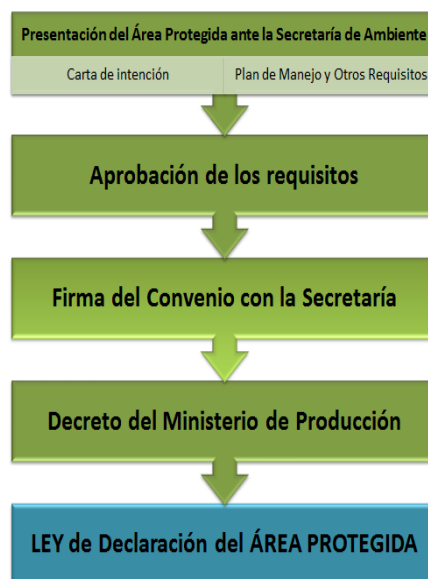 Presentación del Área Protegida ante la Secretaría de Ambiente
Carta de intención
Plan de Manejo y Otros Requisitos
Aprobación de los requisitos
Firma del Convenio con la Secretaría
Decreto del Ministerio de Producción
LEY de Declaración del ÁREA PROTEGIDA